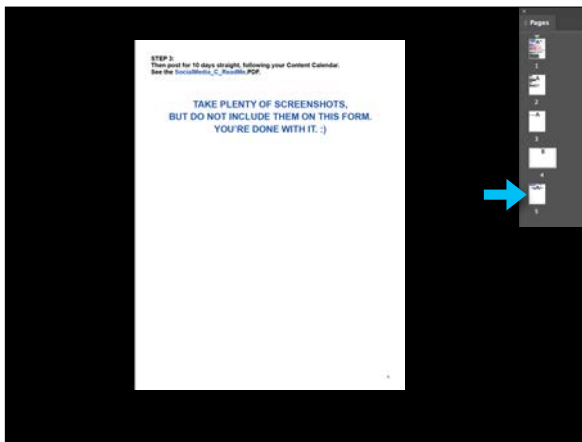 STEP 3:
Then post for 10 days straight, following your Content Calendar.
See the SocialMedia_C_ReadMe.PDF.
TAKE PLENTY OF SCREENSHOTS,
BUT DO NOT INCLUDE THEM ON THIS FORM.
YOU'RE DONE WITH IT. :)
Pages
1
2
3
4
5